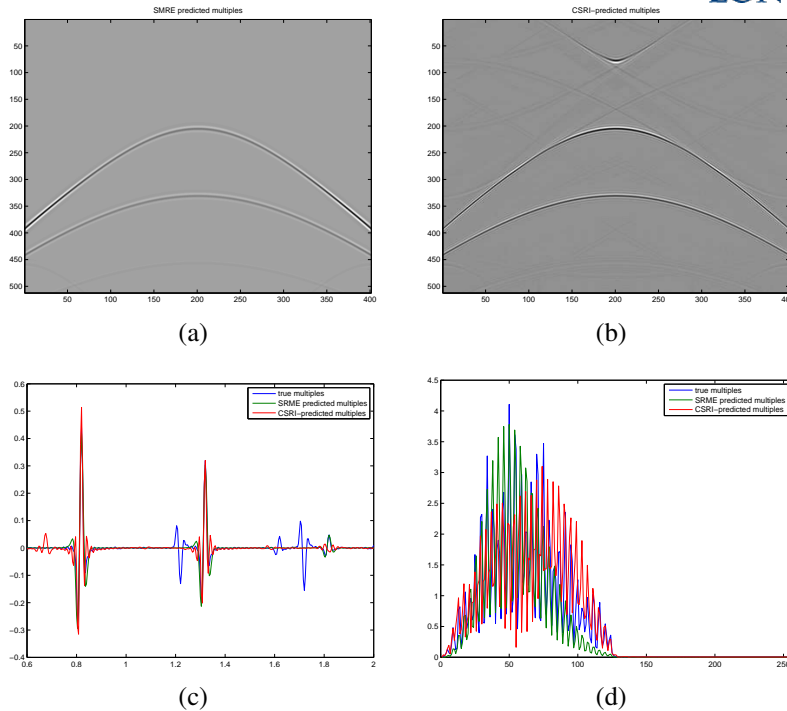 SMRE predicted multiples
50
100
150
200
250
300
350
400
450
500
50 100 150 200 250 300 350 400
(a)
CSRI−predicted multiples
50
100
150
200
250
300
350
400
450
500
50 100 150 200 250 300 350 400
(b)
0.6
0.5
0.4
0.3
0.2
0.1
0
−0.1
−0.2
−0.3
−0.4
0.6 0.8 1 1.2 1.4 1.6 1.8 2
true multiples
SRME predicted multiples
CSRI−predicted multiples
(c)
4.5
4
3.5
3
2.5
2
1.5
1
0.5
0
0 50 100 150 200 250
true multiples
SRME predicted multiples
CSRI−predicted multiples
(d)